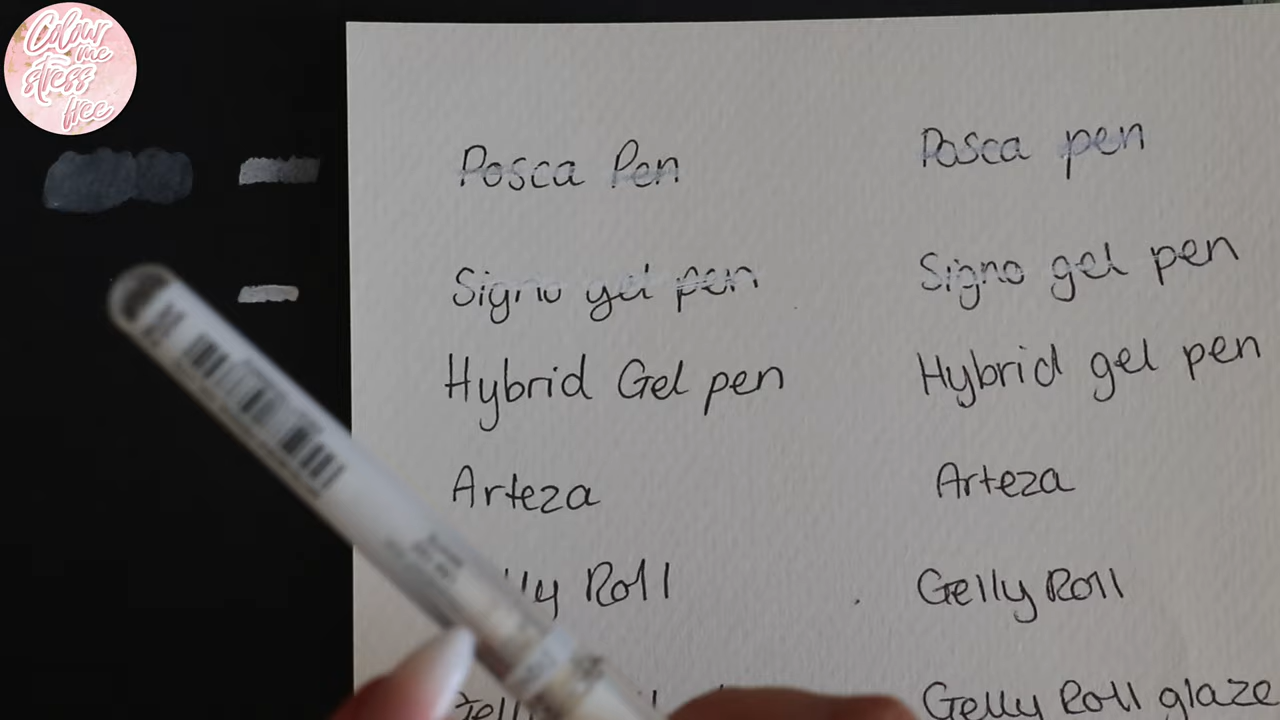 Colour
me
stress
free
Posca Pen
Posca pen
Signo gel pen
Signo gel pen
Hybrid Gel pen
Hybrid gel pen
Arteza
Arteza
Roll
Gelly Roll
Gelly Roll glaze